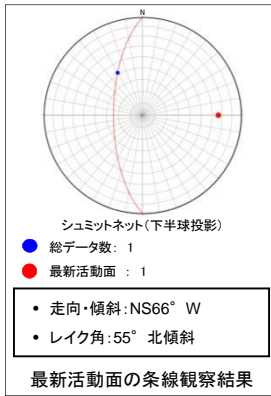 N
シュミットネット(下半球投影)
● 総データ数: 1
● 最新活動面 : 1
• 走向・傾斜:NS66° W
• レイク角:55° 北傾斜
最新活動面の条線観察結果